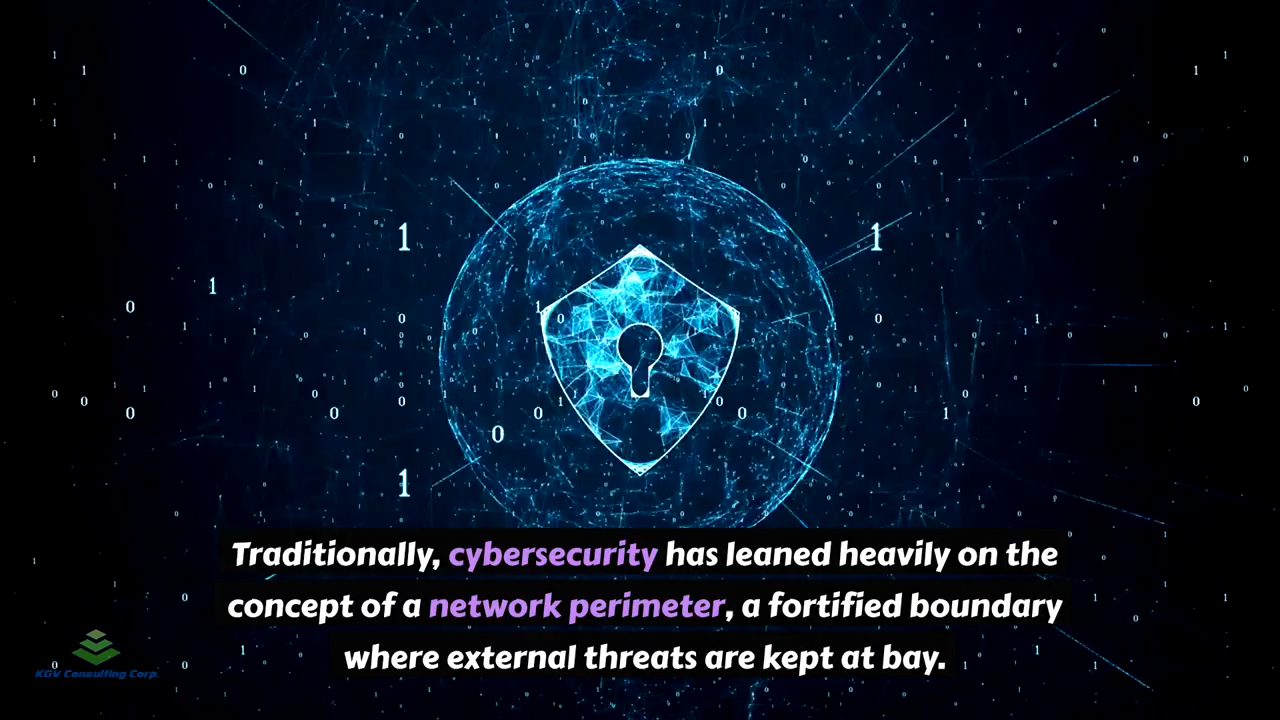 Traditionally, cybersecurity has leaned heavily on the
concept of a network perimeter, a fortified boundary
where external threats are kept at bay.
KGV Consulting Corp.